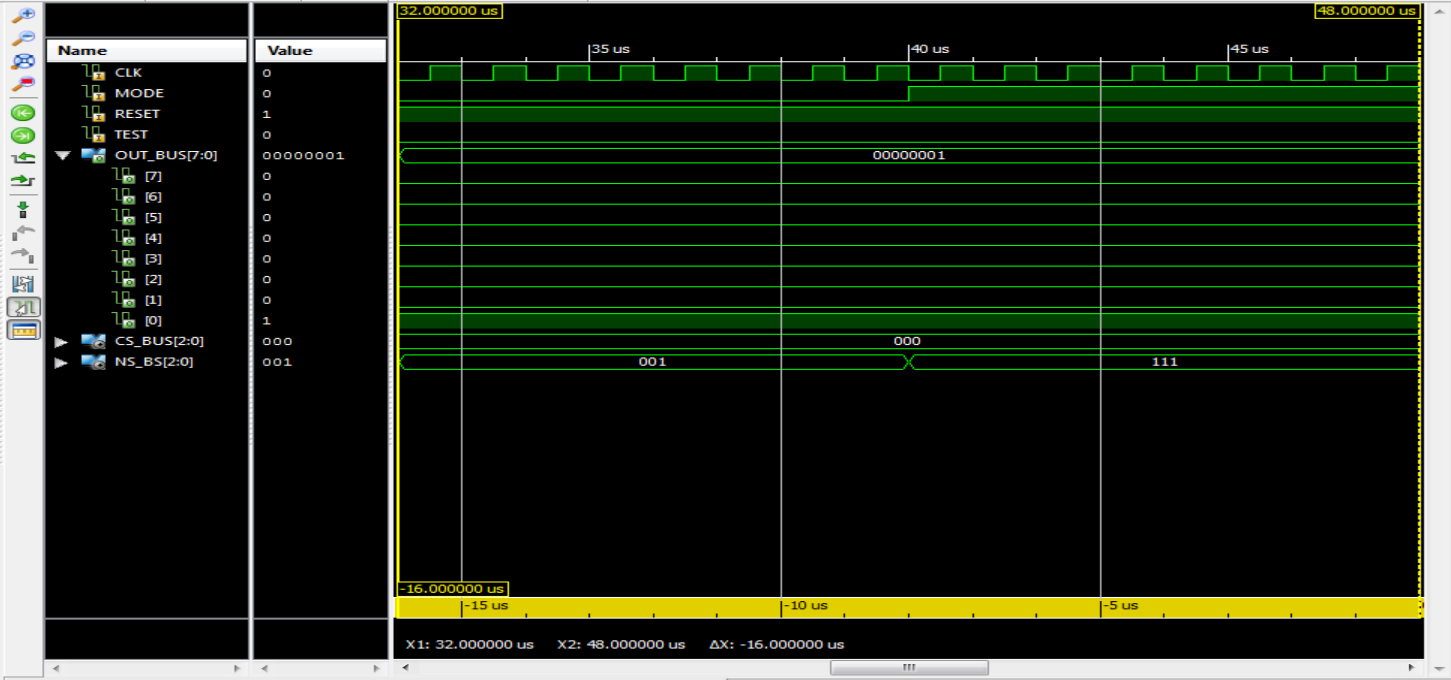 32.000000 us 48.000000 us
Name Value 35 us 40 us 45 us
CLK 0
MODE 0
RESET 1
TEST 0
OUT_BUS[7:0] 00000001 00000001
[7] 0
[6] 0
[5] 0
[4] 0
[3] 0
[2] 0
[1] 0
[0] 1
CS_BUS[2:0] 000 000
NS_BS[2:0] 001 001 111
-16.000000 us
-15 us -10 us -5 us
X1: 32.000000 us X2: 48.000000 us ΔX: -16.000000 us